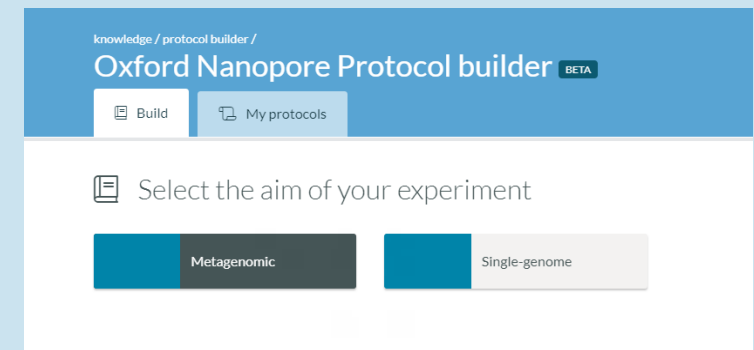 knowledge / protocol builder /
Oxford Nanopore Protocol builder BETA
Build My protocols
Select the aim of your experiment
Metagenomic Single-genome